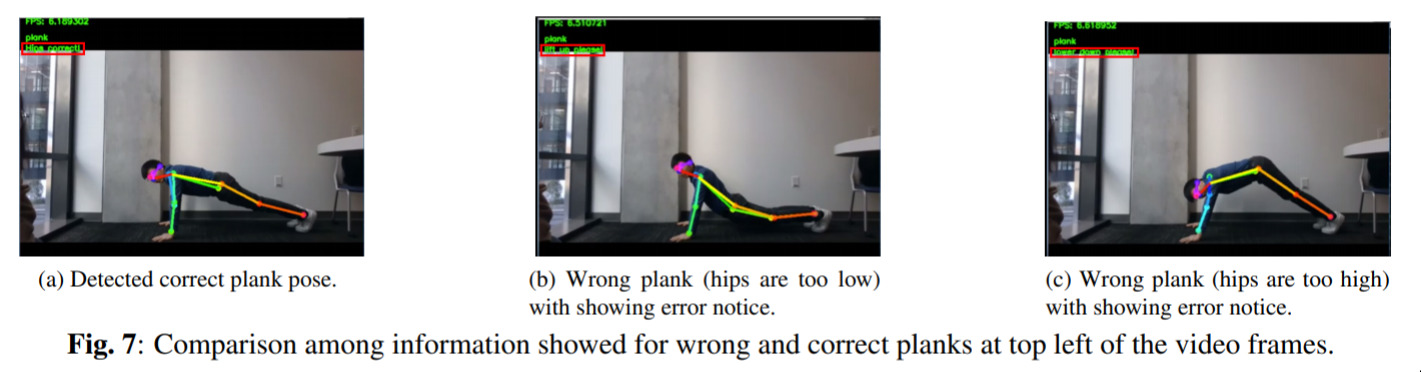 FPS: 6.189302
plank
Hips correct!
FPS: 6.510721
plank
lift up please!
FPS: 6.618952
plank
lower down please!
(a) Detected correct plank pose.
(b) Wrong plank (hips are too low)
with showing error notice.
(c) Wrong plank (hips are too high)
with showing error notice.
Fig. 7: Comparison among information showed for wrong and correct planks at top left of the video frames.